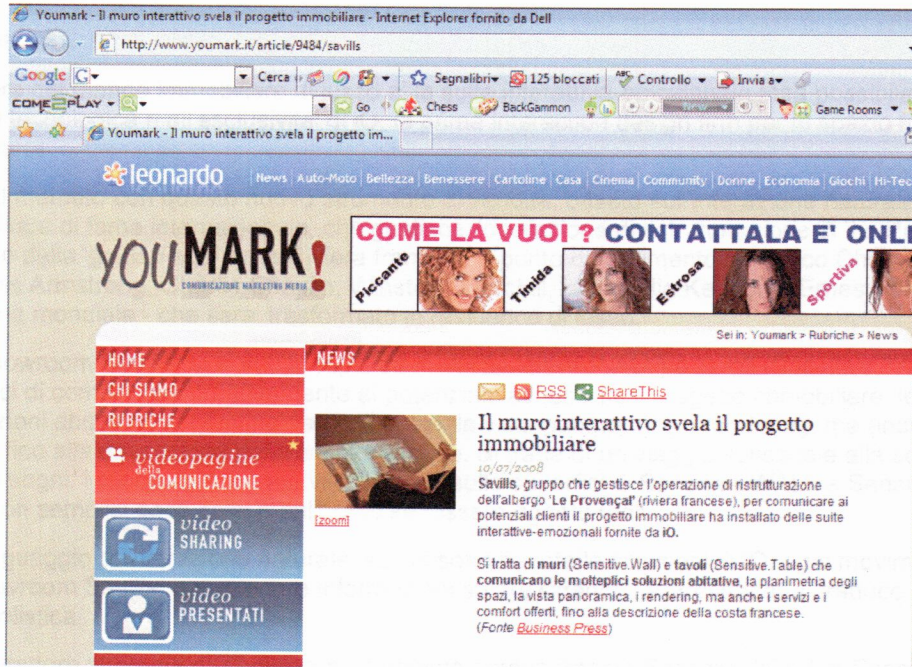 Youmark - Il muro interattivo svela il progetto immobiliare - Internet Explorer fornito da Dell
http://www.youmark.it/article/9484/savills
Google G Cerca Segnalibri 125 bloccati Controllo Invia a
COME2PLAY Go Chess BackGammon Game Rooms
Youmark - Il muro interattivo svela il progetto im...
leonardo News Auto-Moto Bellezza Benessere Cartoline Casa Cinema Community Donne Economia Giochi Hi-Tec
YOUMARK!
COMUNICAZIONE MARKETING MEDIA
COME LA VUOI ? CONTATTALA E' ONLI
Piccante Timida Estrosa Sportiva
Sei in: Youmark > Rubriche > News
HOME
CHI SIAMO
RUBRICHE
videopagine
della
COMUNICAZIONE
video
SHARING
video
PRESENTATI
NEWS
RSS ShareThis
[zoom]
Il muro interattivo svela il progetto
immobiliare
10/07/2008
Savills, gruppo che gestisce l'operazione di ristrutturazione
dell'albergo 'Le Provençal' (riviera francese), per comunicare ai
potenziali clienti il progetto immobiliare ha installato delle suite
interattive-emozionali fornite da iO.
Si tratta di muri (Sensitive.Wall) e tavoli (Sensitive.Table) che
comunicano le molteplici soluzioni abitative, la planimetria degli
spazi, la vista panoramica, i rendering, ma anche i servizi e i
comfort offerti, fino alla descrizione della costa francese.
(Fonte Business Press)